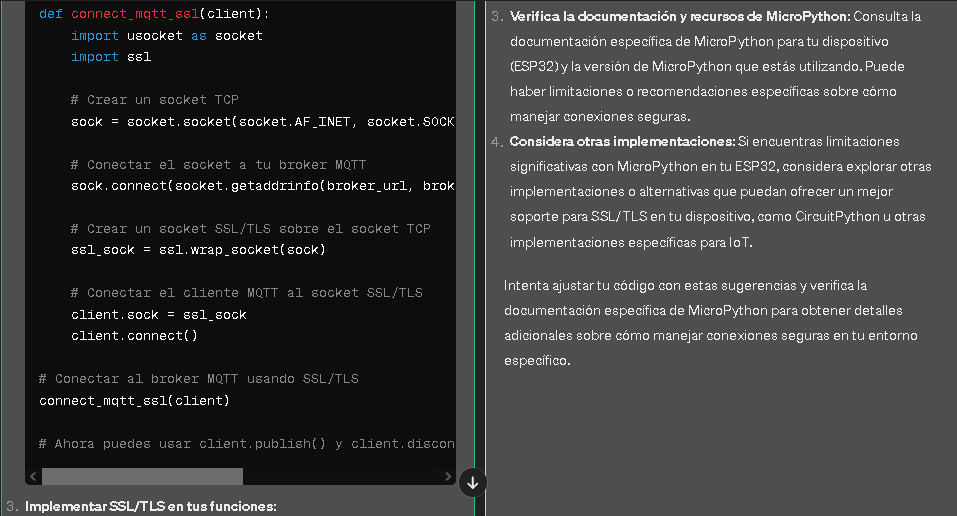 def connect_mqtt_ssl(client):
import usocket as socket
import ssl
# Crear un socket TCP
sock = socket.socket(socket.AF_INET, socket.SOCK
# Conectar el socket a tu broker MQTT
sock.connect(socket.getaddrinfo(broker_url, brok
# Crear un socket SSL/TLS sobre el socket TCP
ssl_sock = ssl.wrap_socket(sock)
# Conectar el cliente MQTT al socket SSL/TLS
client.sock = ssl_sock
client.connect()
# Conectar al broker MQTT usando SSL/TLS
connect_mqtt_ssl(client)
# Ahora puedes usar client.publish() y client.discon
3. Implementar SSL/TLS en tus funciones:
3. Verifica la documentación y recursos de MicroPython: Consulta la
documentación específica de MicroPython para tu dispositivo
(ESP32) y la versión de MicroPython que estás utilizando. Puede
haber limitaciones o recomendaciones específicas sobre cómo
manejar conexiones seguras.
4. Considera otras implementaciones: Si encuentras limitaciones
significativas con MicroPython en tu ESP32, considera explorar otras
implementaciones o alternativas que puedan ofrecer un mejor
soporte para SSL/TLS en tu dispositivo, como CircuitPython u otras
implementaciones específicas para IoT.
Intenta ajustar tu código con estas sugerencias y verifica la
documentación específica de MicroPython para obtener detalles
adicionales sobre cómo manejar conexiones seguras en tu entorno
específico.